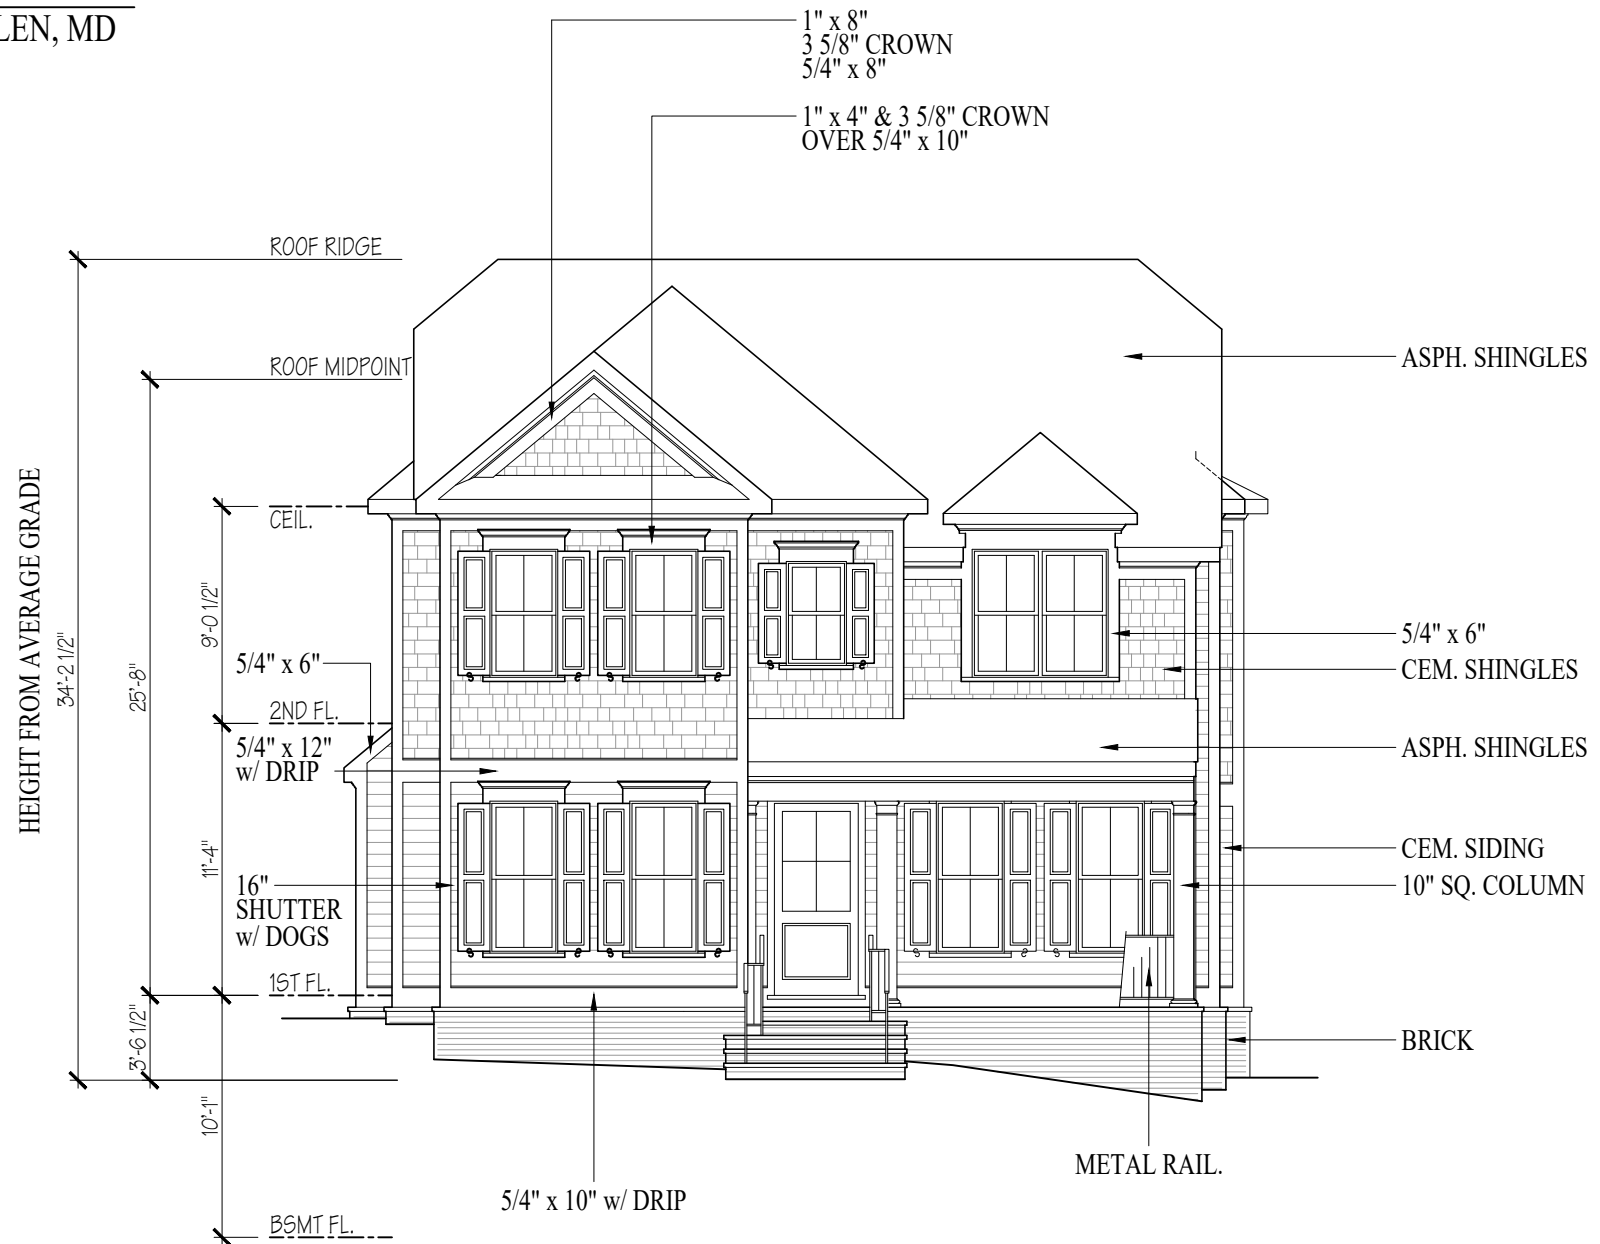 LEN, MD
1" x 8"
3 5/8" CROWN
5/4" x 8"
1" x 4" & 3 5/8" CROWN
OVER 5/4" x 10"
ROOF RIDGE
ROOF MIDPOINT
ASPH. SHINGLES
HEIGHT FROM AVERAGE GRADE
34'-2 1/2"
25'-8"
CEIL.
9'-0 1/2"
5/4" x 6"
5/4" x 6"
CEM. SHINGLES
2ND FL.
5/4" x 12"
w/ DRIP
ASPH. SHINGLES
11'-4"
16"
SHUTTER
w/ DOGS
CEM. SIDING
10" SQ. COLUMN
1ST FL.
3'-6 1/2"
BRICK
10'-1"
METAL RAIL.
5/4" x 10" w/ DRIP
BSMT FL.